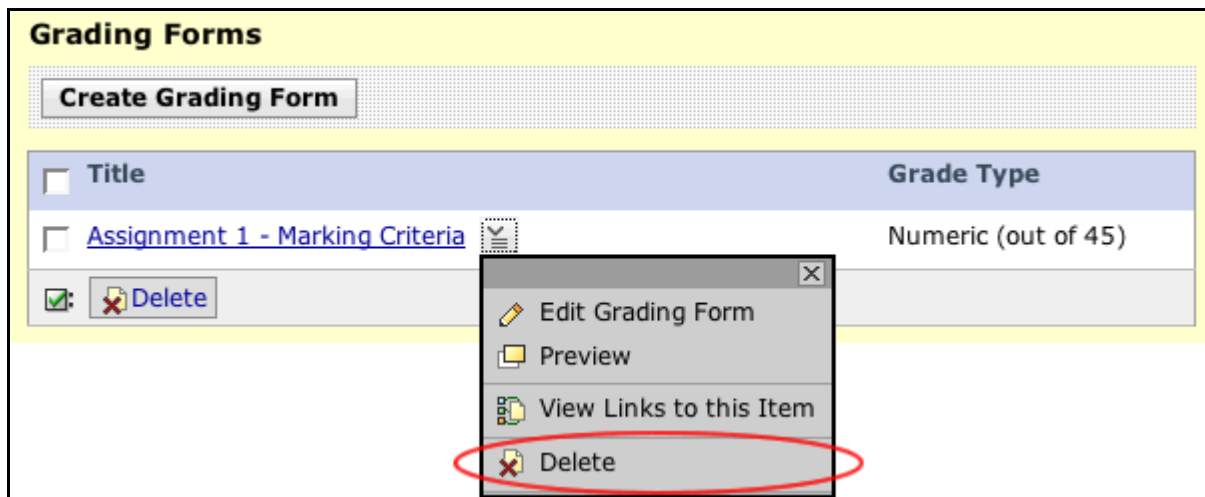 Grading Forms
Create Grading Form
Title Grade Type
Assignment 1 - Marking Criteria Numeric (out of 45)
: Delete
Edit Grading Form
Preview
View Links to this Item
Delete